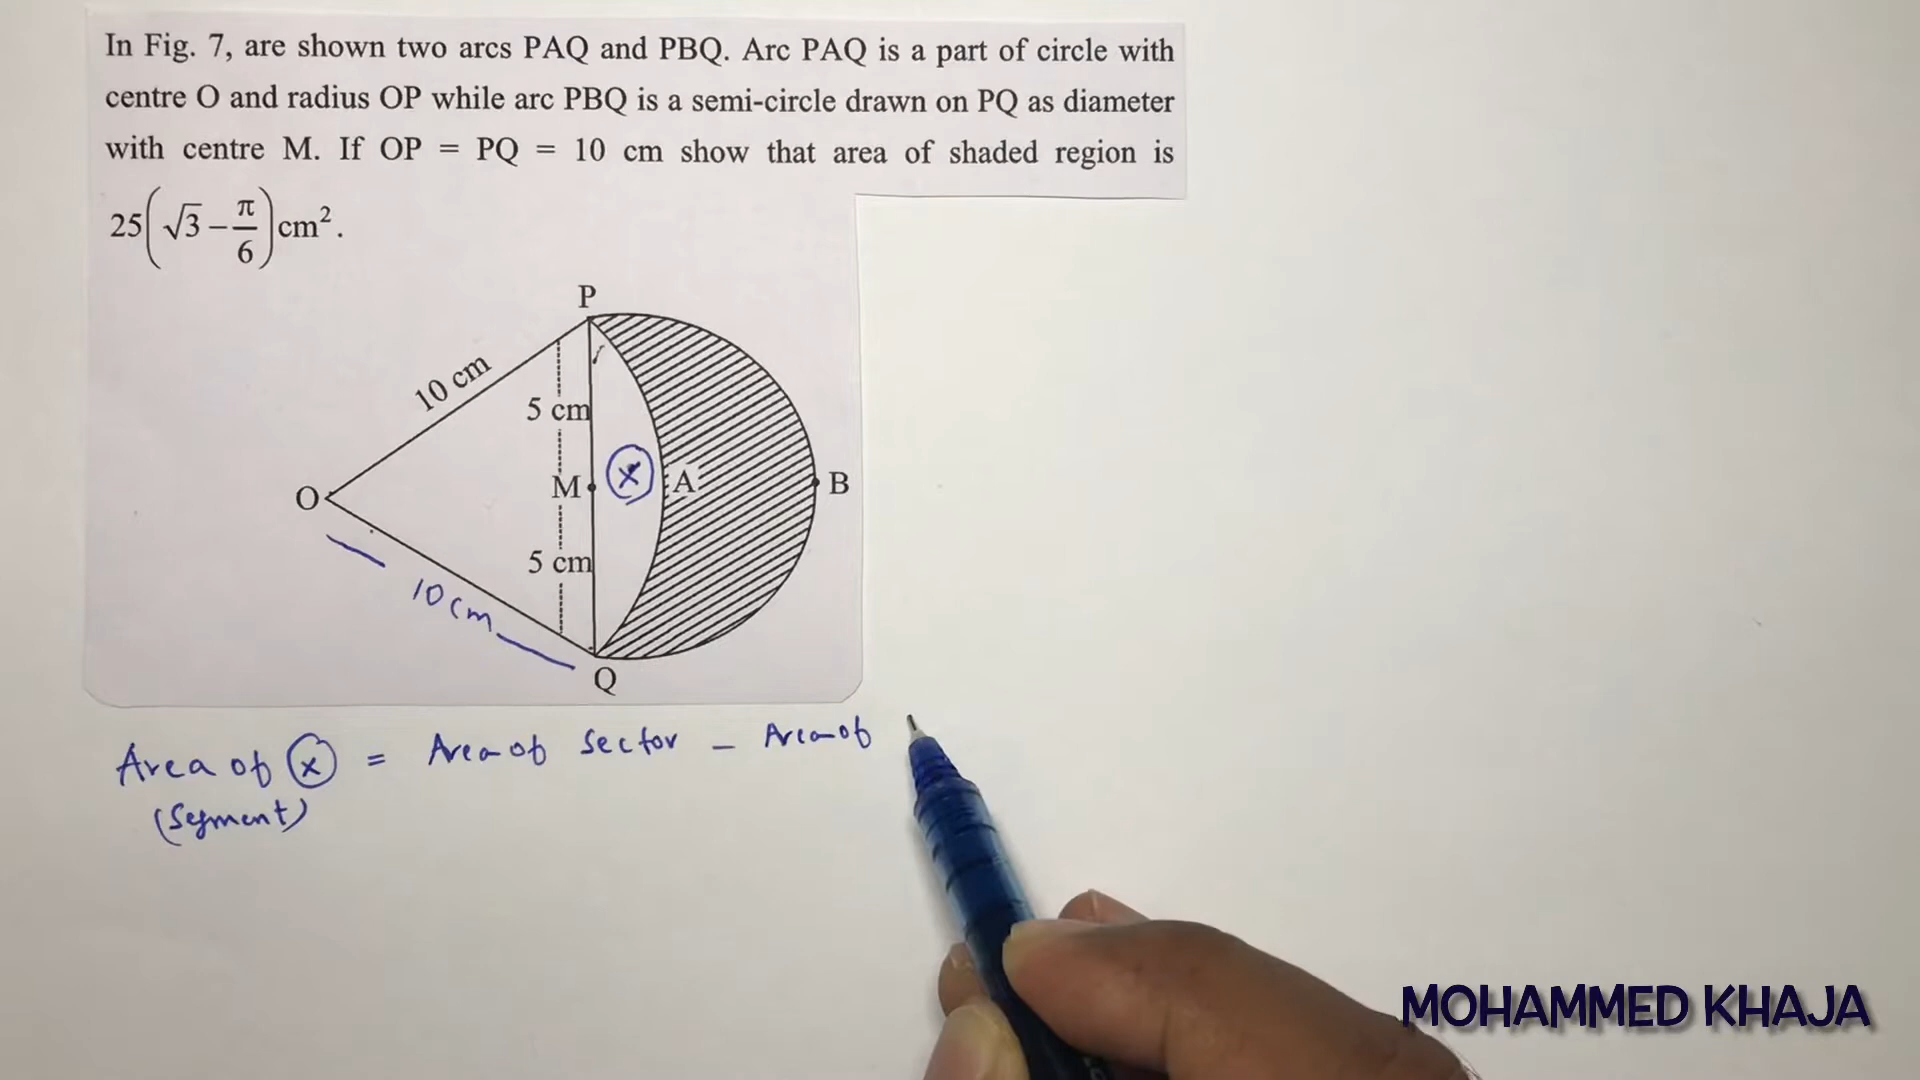 In Fig. 7, are shown two arcs PAQ and PBQ. Arc PAQ is a part of circle with
centre O and radius OP while arc PBQ is a semi-circle drawn on PQ as diameter
with centre M. If OP = PQ = 10 cm show that area of shaded region is
25(√3 − π/6)cm².
P
10 cm
5 cm
O
M
x
A
B
5 cm
10 cm
Q
Area of x = Area of Sector − Area of
(Segment)
MOHAMMED KHAJA